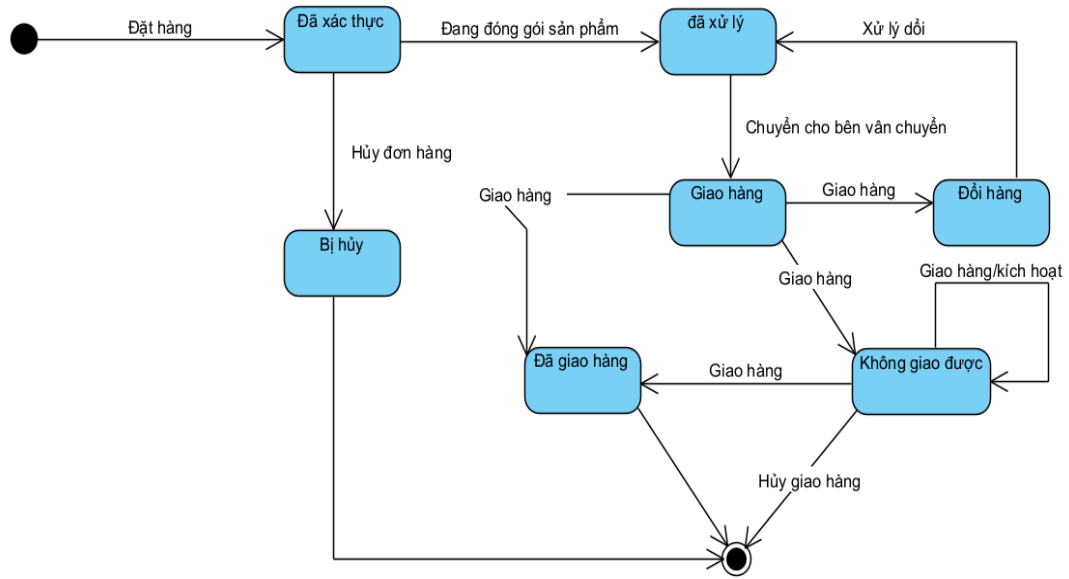 Đặt hàng
Đã xác thực
Đang đóng gói sản phẩm
đã xử lý
Xử lý dổi
Chuyển cho bên vân chuyển
Hủy đơn hàng
Giao hàng
Giao hàng
Giao hàng
Đổi hàng
Bị hủy
Giao hàng
Giao hàng/kích hoạt
Đã giao hàng
Giao hàng
Không giao được
Hủy giao hàng